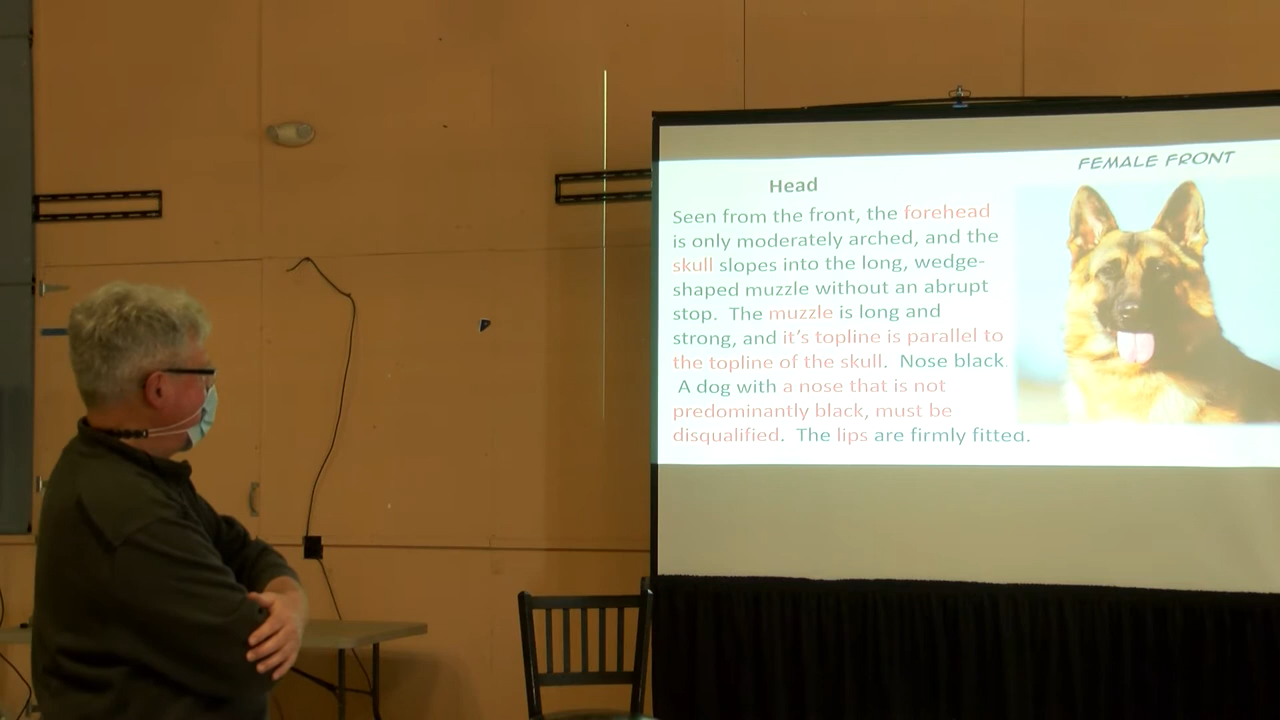 FEMALE FRONT
Head
Seen from the front, the forehead
is only moderately arched, and the
skull slopes into the long, wedge-
shaped muzzle without an abrupt
stop. The muzzle is long and
strong, and it's topline is parallel to
the topline of the skull. Nose black.
A dog with a nose that is not
predominantly black, must be
disqualified. The lips are firmly fitted.